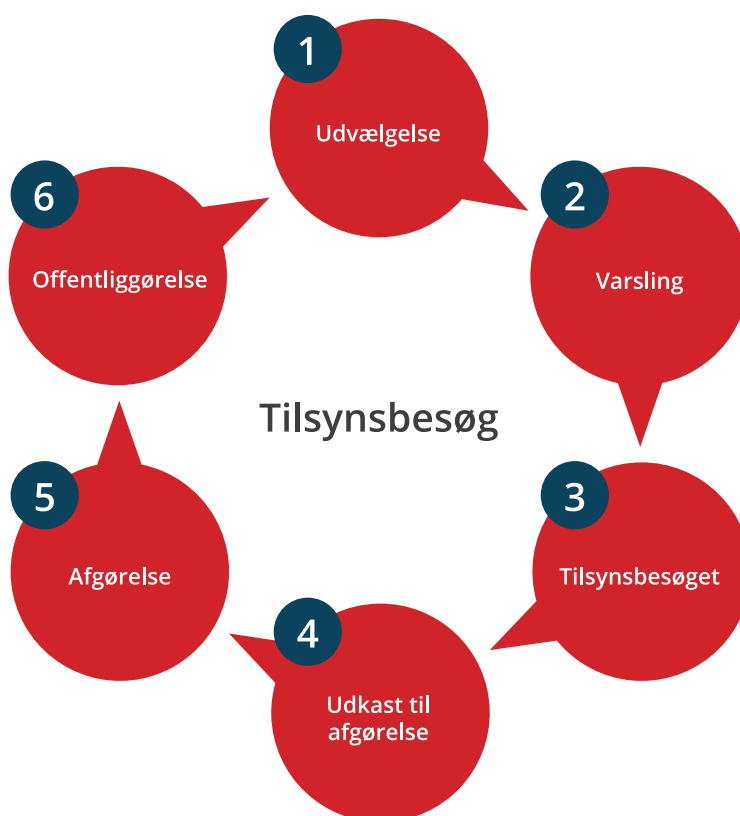 1
Udvælgelse
2
Varsling
3
Tilsynsbesøget
4
Udkast til
afgørelse
5
Afgørelse
6
Offentliggørelse
Tilsynsbesøg